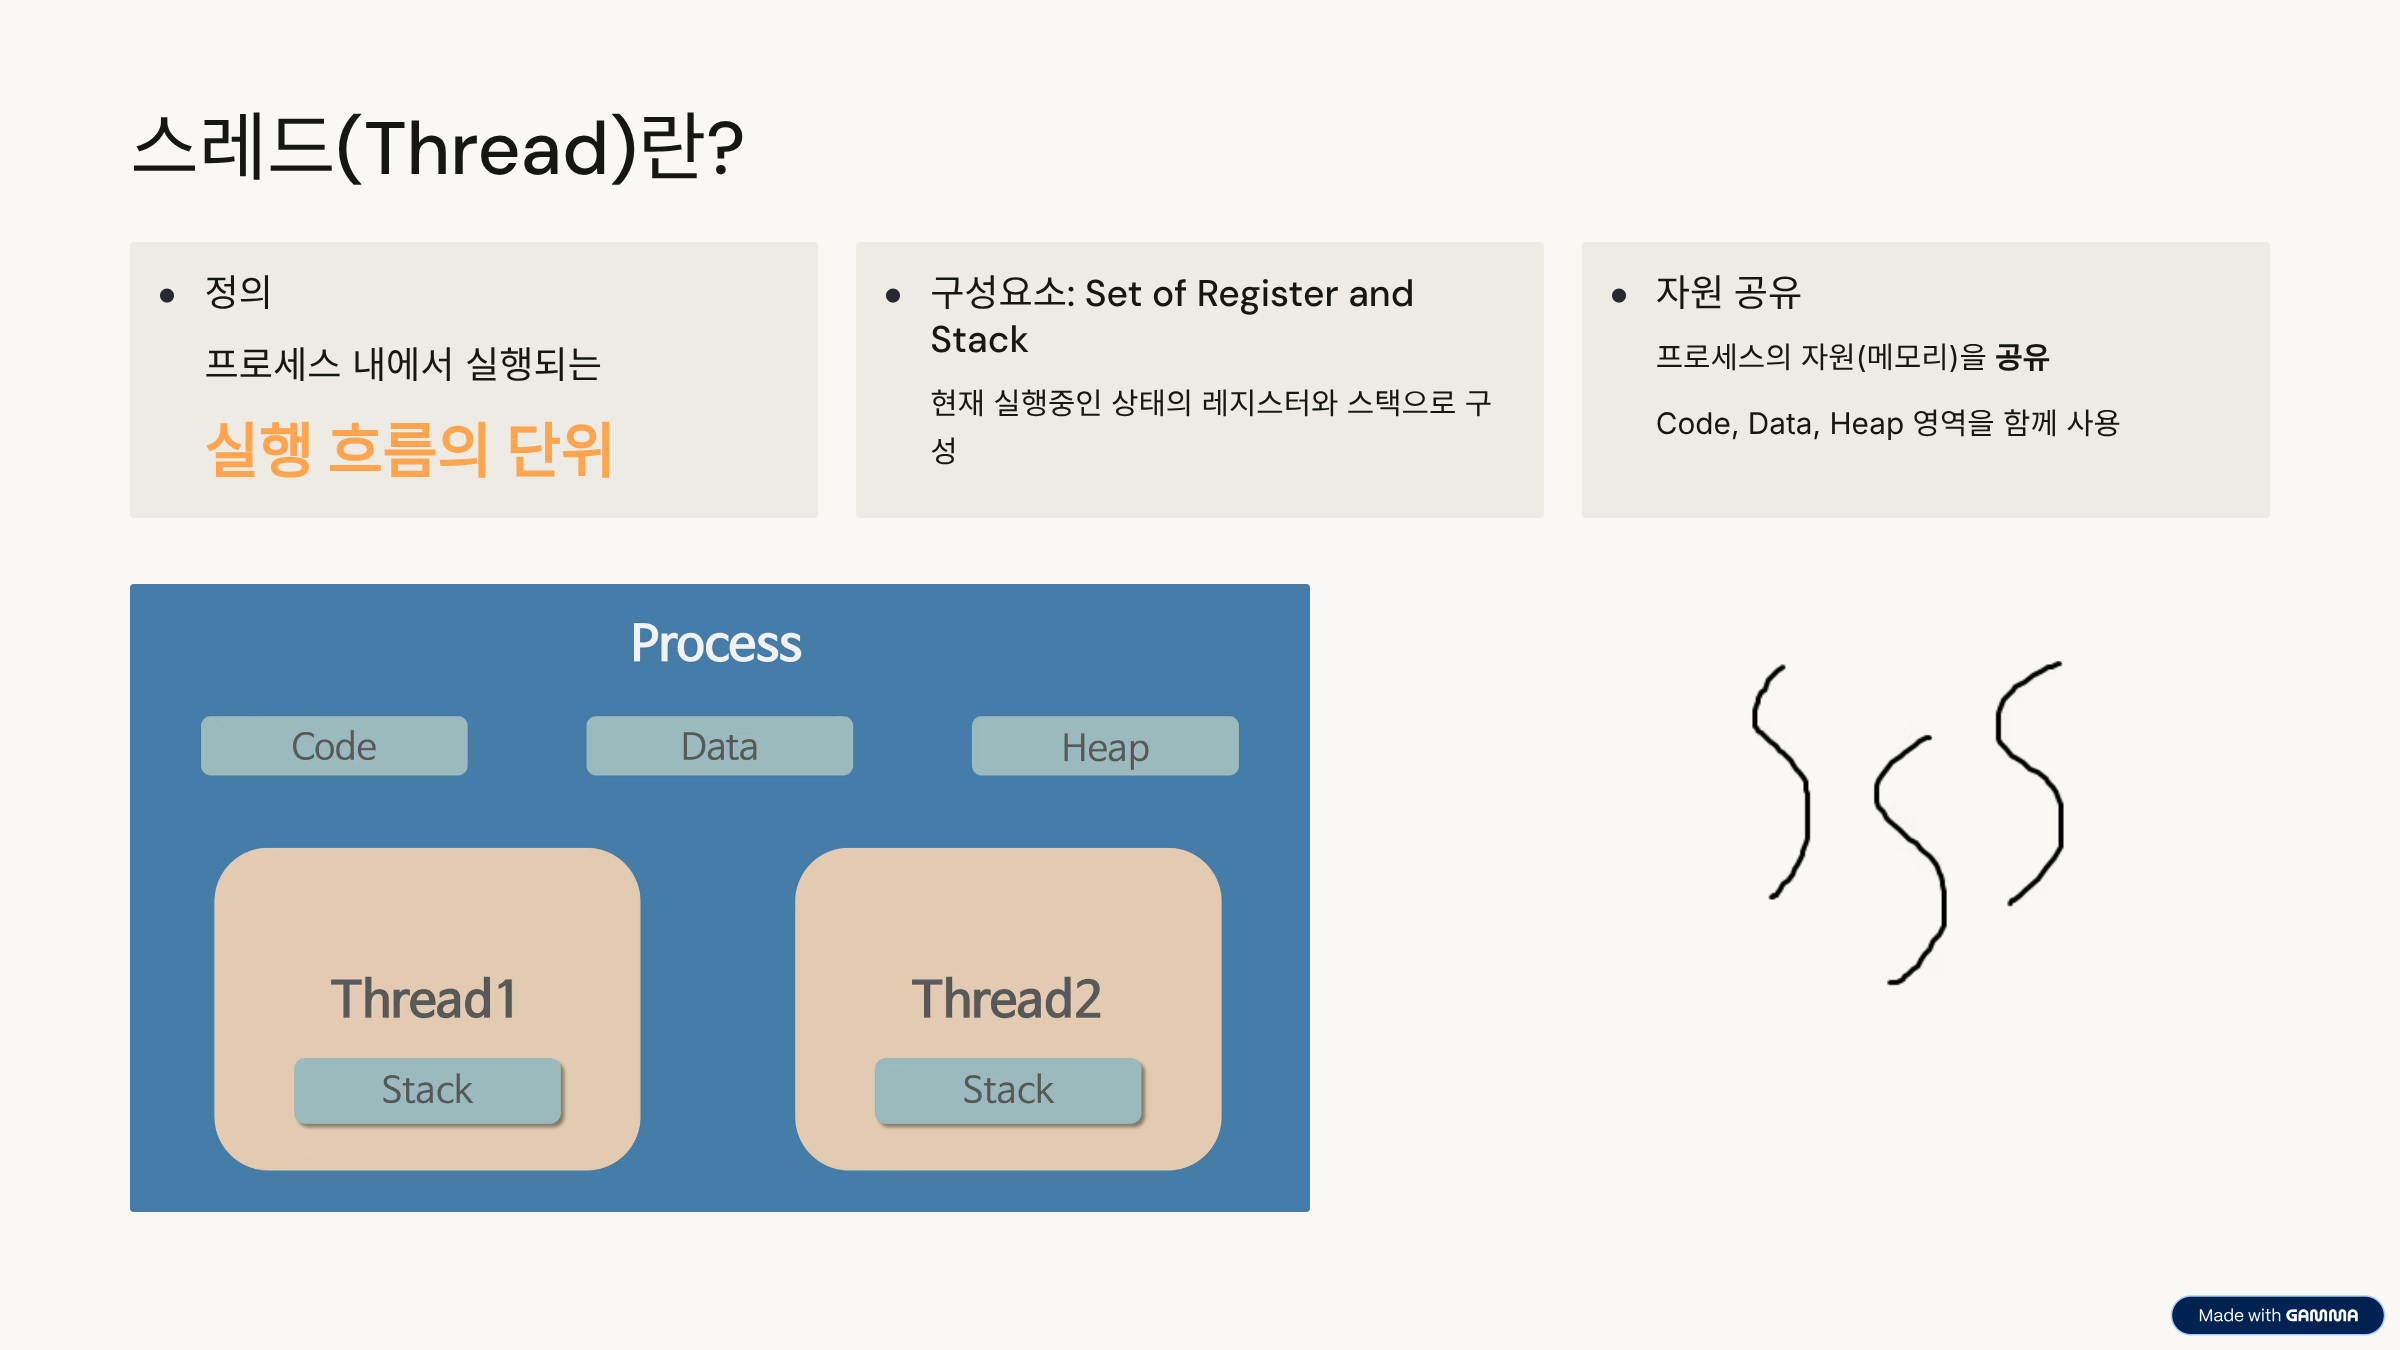 스레드(Thread)란?
정의
프로세스 내에서 실행되는
실행 흐름의 단위
구성요소: Set of Register and
Stack
현재 실행중인 상태의 레지스터와 스택으로 구
성
자원 공유
프로세스의 자원(메모리)을 공유
Code, Data, Heap 영역을 함께 사용
Process
Code
Data
Heap
Thread1
Stack
Thread2
Stack
Made with GAMMA